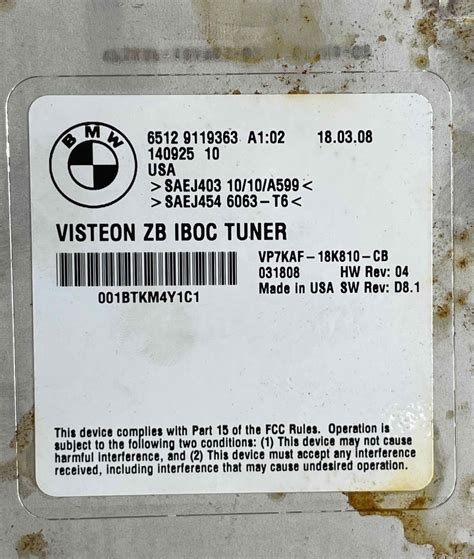 BMW
6512 9119363 A1:02 18.03.08
140925 10
USA
>SAEJ403 10/10/A599<
>SAEJ454 6063-T6<
VISTEON ZB IBOC TUNER
VP7KAF-18K810-CB
031808 HW Rev: 04
Made in USA SW Rev: D8.1
001BTKM4Y1C1
This device complies with Part 15 of the FCC Rules. Operation is
subject to the following two conditions: (1) This device may not cause
harmful interference, and (2) This device must accept any interference
received, including interference that may cause undesired operation.